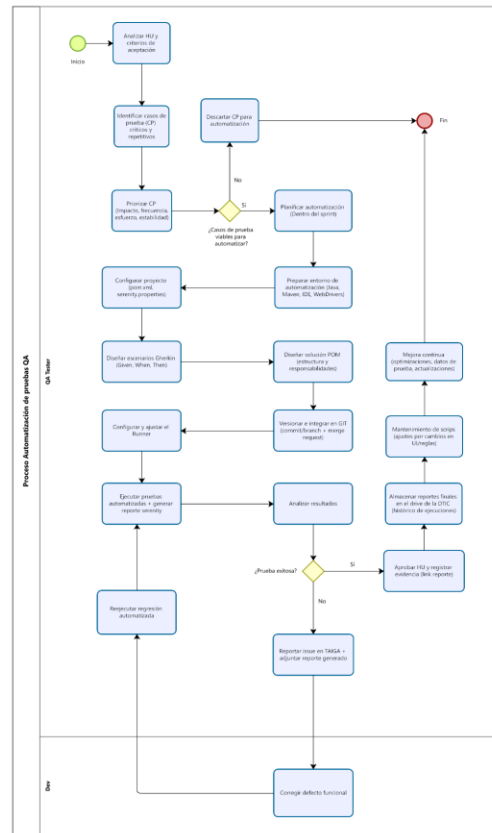 Proceso Automatización de pruebas QA
QA Tester
Inicio
Analizar HU y
criterios de
aceptación
Identificar casos de
prueba (CP)
críticos y
repetitivos
Priorizar CP
(impacto, frecuencia,
esfuerzo, estabilidad)
¿Casos de prueba
viables para
automatizar?
No
Descartar CP para
automatización
Fin
Si
Planificar automatización
(Dentro del sprint)
Preparar entorno de
automatización (Java,
Maven, IDE, WebDrivers)
Configurar proyecto
(pom.xml,
serenity.properties)
Diseñar escenarios Gherkin
(Given, When, Then)
Diseñar solución POM
(estructura y
responsabilidades)
Versionar e integrar en GIT
(commit/branch + merge
request)
Configurar y ajustar el
Runner
Ejecutar pruebas
automatizadas + generar
reporte serenity
Analizar resultados
¿Prueba exitosa?
Si
Aprobar HU y registrar
evidencia (link reporte)
Almacenar reportes finales
en el drive de la OTIC
(histórico de ejecuciones)
Mantenimiento de scrips
(ajustes por cambios en
UI/reglas)
Mejora continua
(optimizaciones, datos de
prueba, actualizaciones)
No
Reportar issue en TAIGA +
adjuntar reporte generado
Reejecutar regresión
automatizada
Dev
Corregir defecto funcional